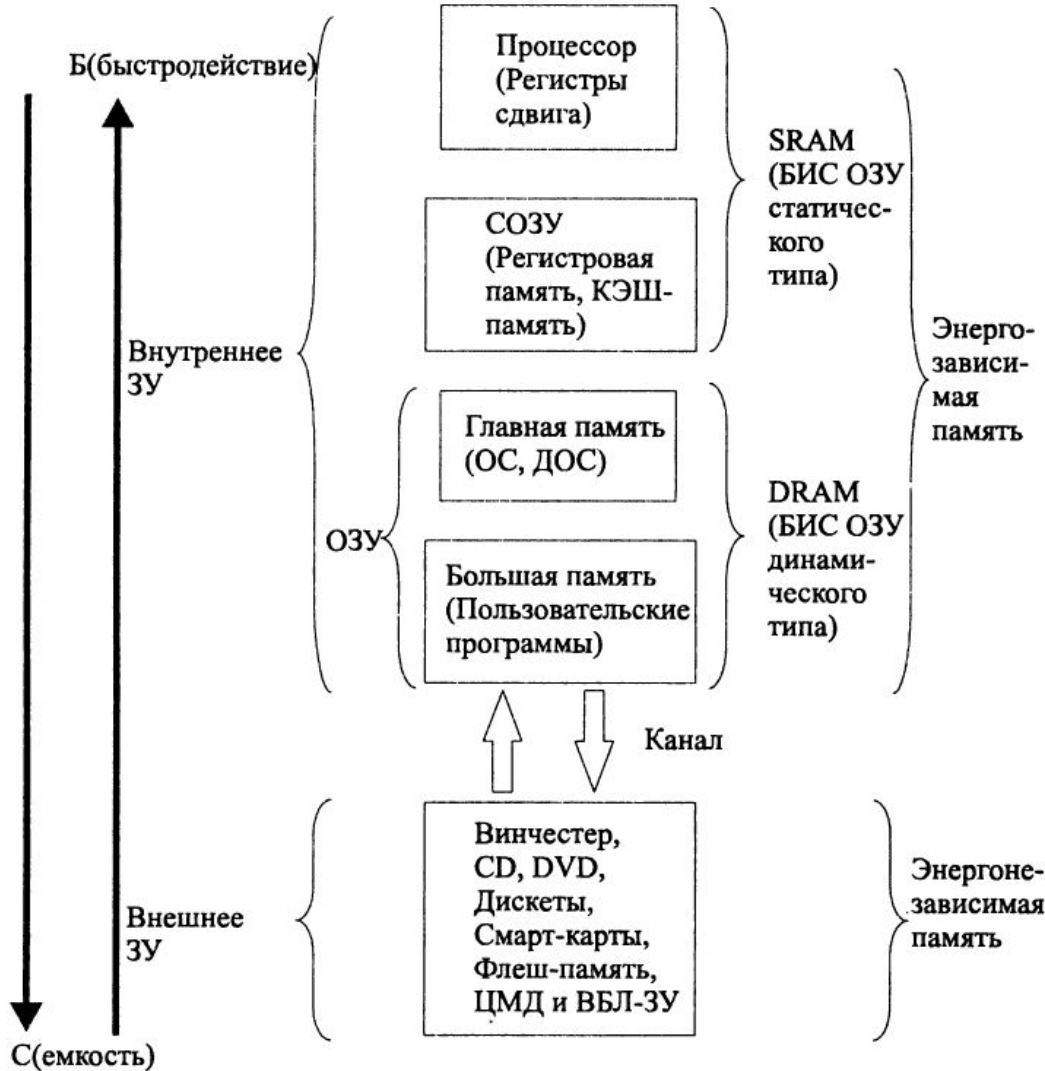 Б(быстродействие)
Процессор
(Регистры
сдвига)
SRAM
(БИС ОЗУ
статичес-
кого
типа)
СОЗУ
(Регистровая
память, КЭШ-
память)
Внутреннее
ЗУ
Энерго-
зависи-
мая
память
Главная память
(ОС, ДОС)
ОЗУ
Большая память
(Пользовательские
программы)
DRAM
(БИС ОЗУ
динами-
ческого
типа)
Канал
Винчестер,
CD, DVD,
Дискеты,
Смарт-карты,
Флеш-память,
ЦМД и ВБЛ-ЗУ
Внешнее
ЗУ
Энергоне-
зависимая
память
С(емкость)